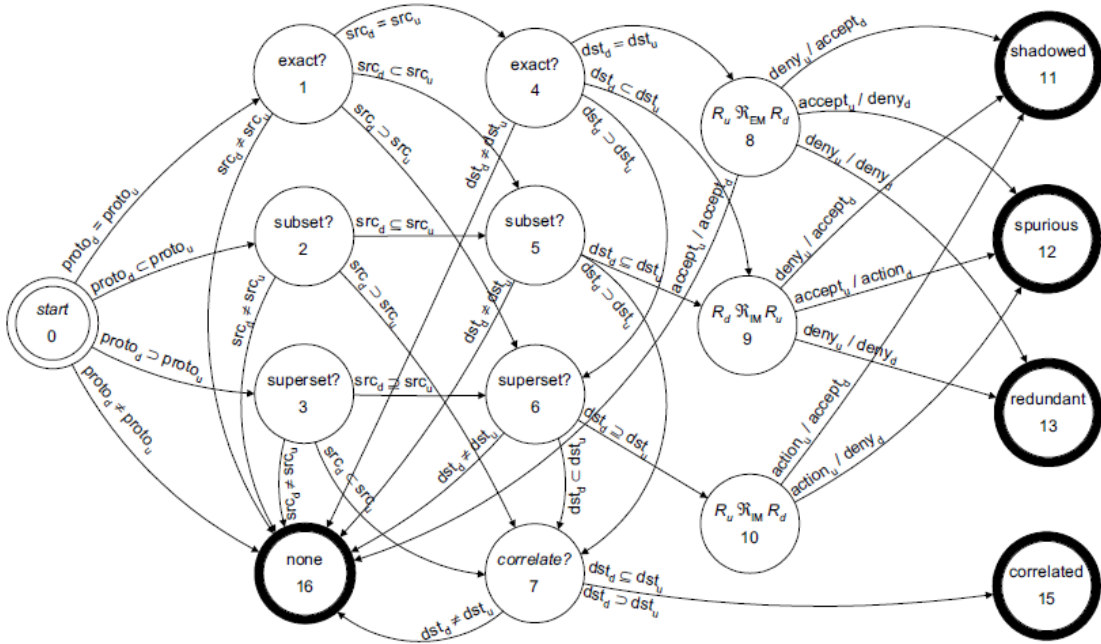 start
0
proto_d = proto_u
proto_d ⊂ proto_u
proto_d ⊃ proto_u
proto_d ≠ proto_u
exact?
1
src_d = src_u
src_d ⊂ src_u
src_d ⊃ src_u
src_d ≠ src_u
subset?
2
src_d ⊆ src_u
src_d ⊃ src_u
src_d ≠ src_u
superset?
3
src_d ⊇ src_u
src_d ⊂ src_u
src_d ≠ src_u
exact?
4
dst_d = dst_u
dst_d ⊂ dst_u
dst_d ⊃ dst_u
dst_d ≠ dst_u
subset?
5
dst_d ⊆ dst_u
dst_d ⊃ dst_u
dst_d ≠ dst_u
superset?
6
dst_d ⊇ dst_u
dst_d ⊂ dst_u
dst_d ≠ dst_u
correlate?
7
dst_d ⊆ dst_u
dst_d ⊃ dst_u
dst_d ≠ dst_u
R_u ℜ_EM R_d
8
deny_u / accept_d
accept_u / deny_d
deny_u / deny_d
accept_u / accept_d
R_d ℜ_IM R_u
9
deny_u / accept_d
accept_u / action_d
deny_u / deny_d
R_u ℜ_IM R_d
10
action_u / accept_d
action_u / deny_d
shadowed
11
spurious
12
redundant
13
correlated
15
none
16